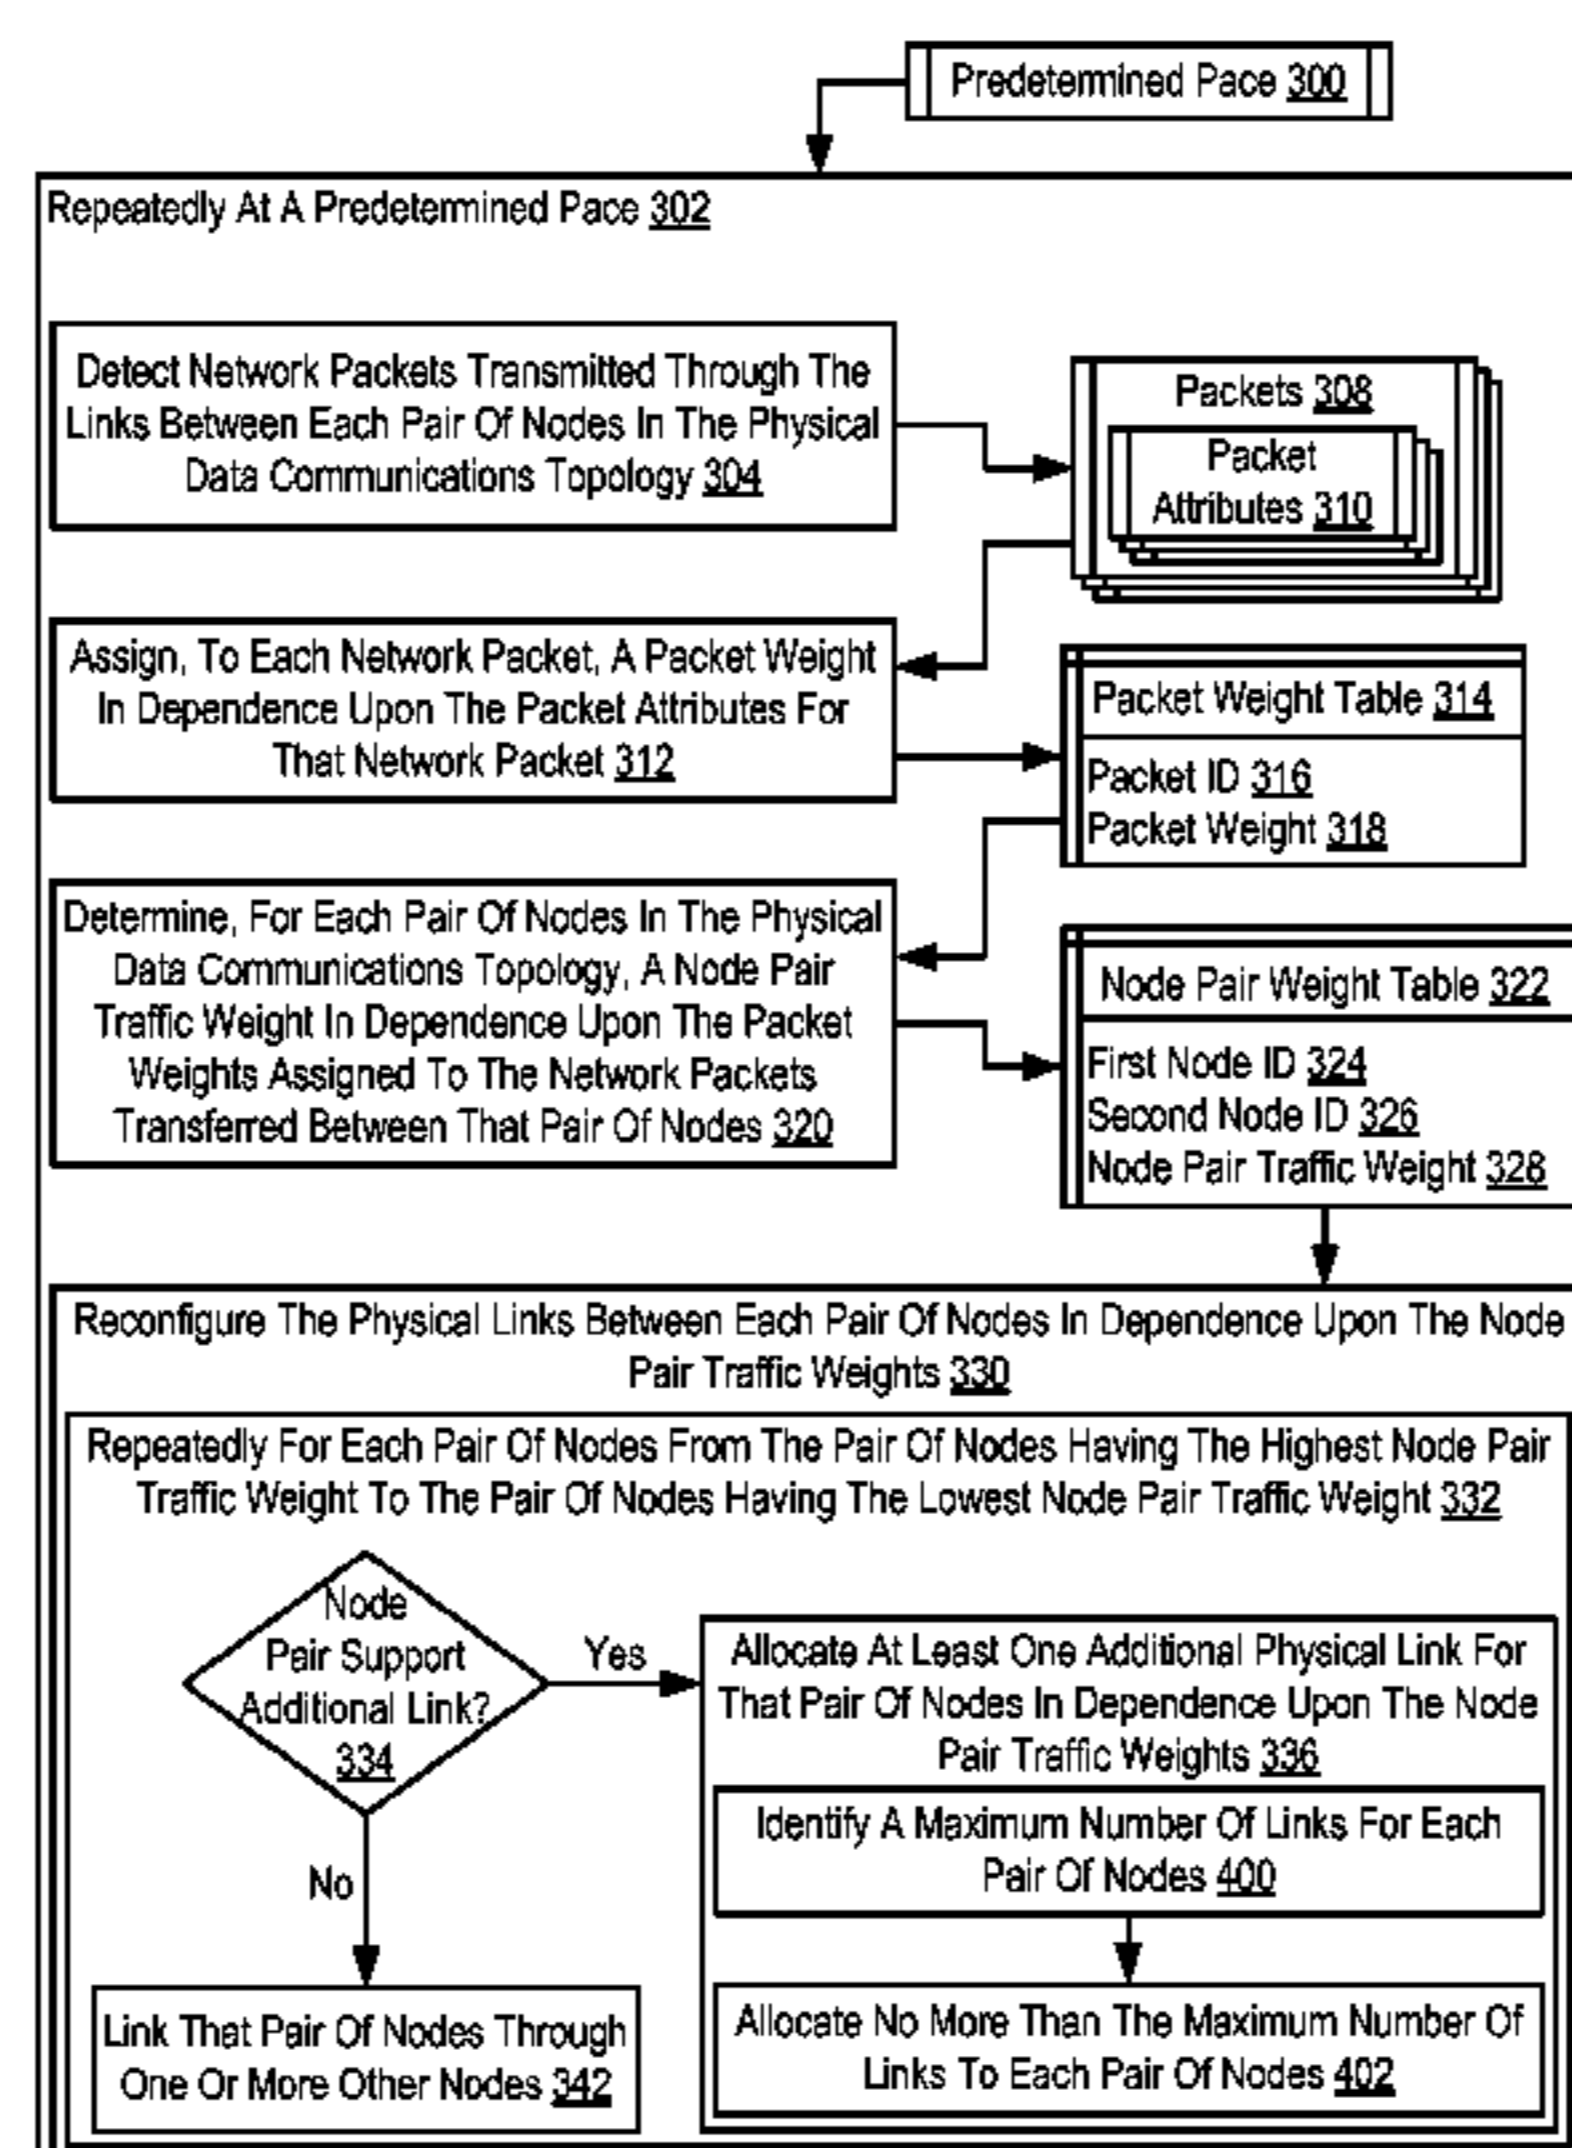 Predetermined Pace 300
Repeatedly At A Predetermined Pace 302
Detect Network Packets Transmitted Through The
Links Between Each Pair Of Nodes In The Physical
Data Communications Topology 304
Packets 308
Packet
Attributes 310
Assign, To Each Network Packet, A Packet Weight
In Dependence Upon The Packet Attributes For
That Network Packet 312
Packet Weight Table 314
Packet ID 316
Packet Weight 318
Determine, For Each Pair Of Nodes In The Physical
Data Communications Topology, A Node Pair
Traffic Weight In Dependence Upon The Packet
Weights Assigned To The Network Packets
Transferred Between That Pair Of Nodes 320
Node Pair Weight Table 322
First Node ID 324
Second Node ID 326
Node Pair Traffic Weight 328
Reconfigure The Physical Links Between Each Pair Of Nodes In Dependence Upon The Node
Pair Traffic Weights 330
Repeatedly For Each Pair Of Nodes From The Pair Of Nodes Having The Highest Node Pair
Traffic Weight To The Pair Of Nodes Having The Lowest Node Pair Traffic Weight 332
Node
Pair Support
Additional Link?
334
Yes
No
Allocate At Least One Additional Physical Link For
That Pair Of Nodes In Dependence Upon The Node
Pair Traffic Weights 336
Identify A Maximum Number Of Links For Each
Pair Of Nodes 400
Allocate No More Than The Maximum Number Of
Links To Each Pair Of Nodes 402
Link That Pair Of Nodes Through
One Or More Other Nodes 342